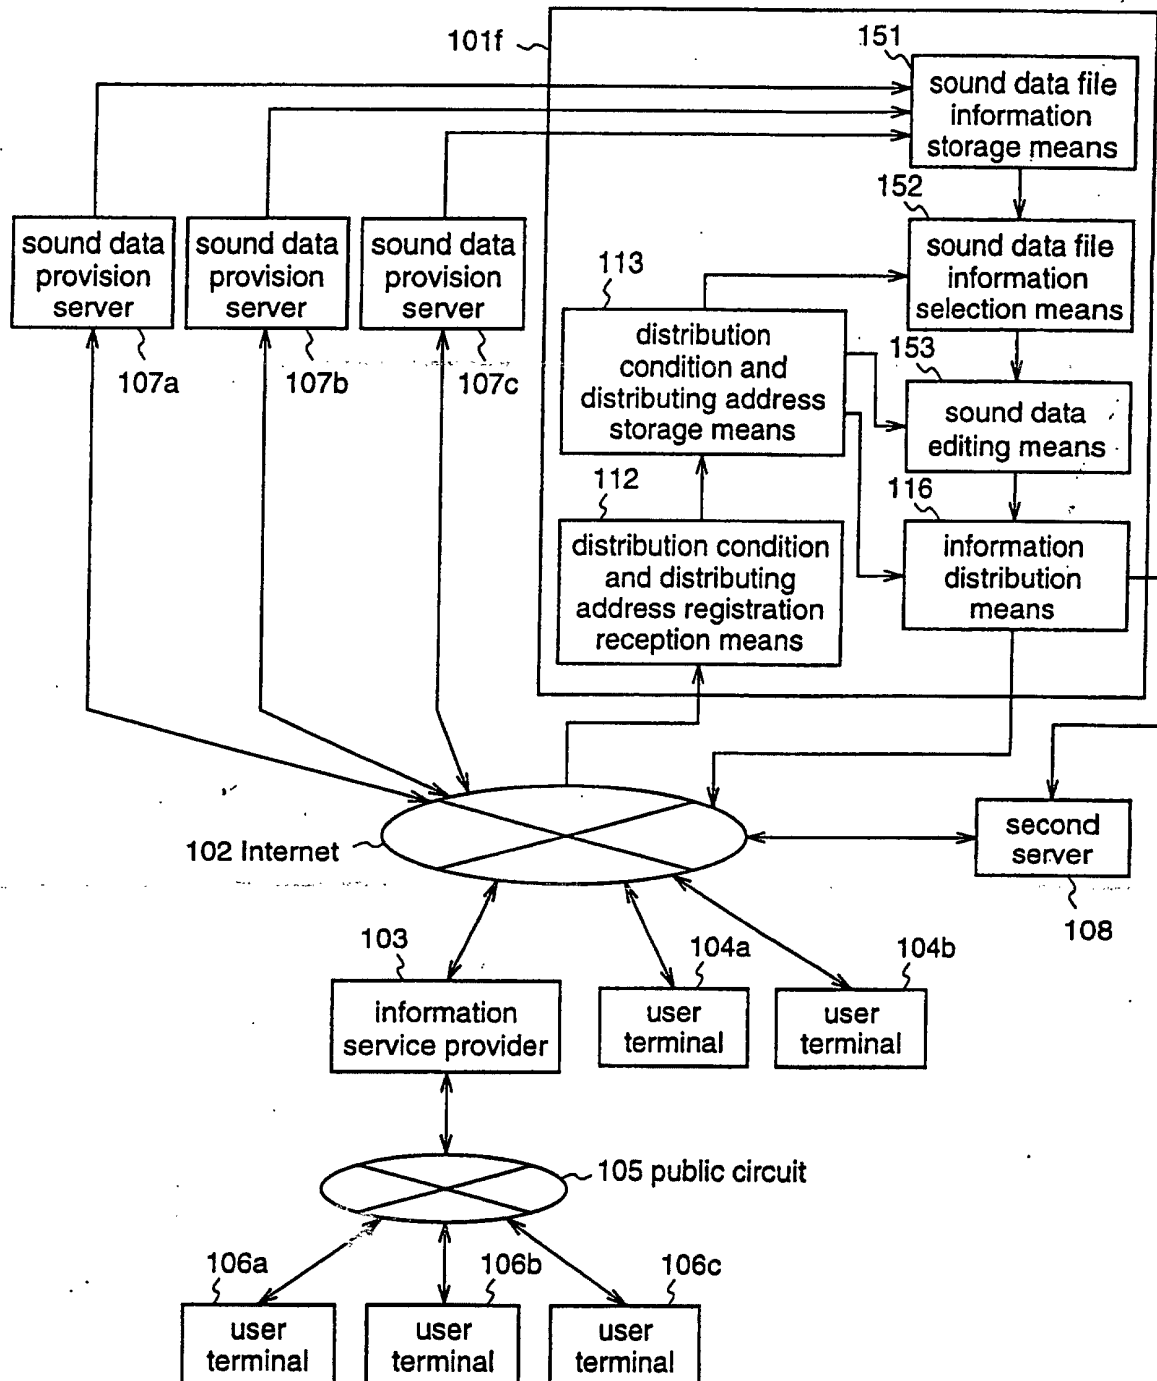 101f
151
sound data file
information
storage means
152
sound data file
information
selection means
sound data
provision
server
107a
sound data
provision
server
107b
sound data
provision
server
107c
113
distribution
condition and
distributing address
storage means
153
sound data
editing means
112
distribution condition
and distributing
address registration
reception means
116
information
distribution
means
102 Internet
second
server
108
103
information
service provider
104a
user
terminal
104b
user
terminal
105 public circuit
106a
user
terminal
106b
user
terminal
106c
user
terminal